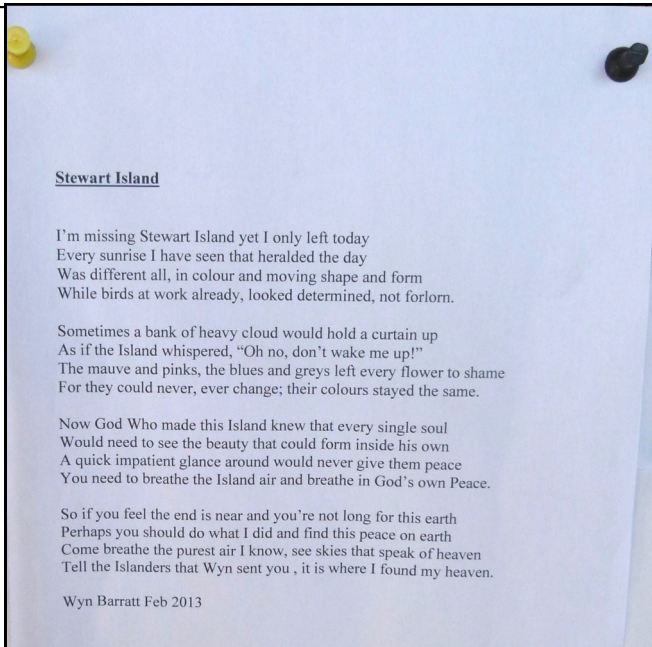 Stewart Island
I'm missing Stewart Island yet I only left today
Every sunrise I have seen that heralded the day
Was different all, in colour and moving shape and form
While birds at work already, looked determined, not forlorn.
Sometimes a bank of heavy cloud would hold a curtain up
As if the Island whispered, “Oh no, don't wake me up!”
The mauve and pinks, the blues and greys left every flower to shame
For they could never, ever change; their colours stayed the same.
Now God Who made this Island knew that every single soul
Would need to see the beauty that could form inside his own
A quick impatient glance around would never give them peace
You need to breathe the Island air and breathe in God's own Peace.
So if you feel the end is near and you're not long for this earth
Perhaps you should do what I did and find this peace on earth
Come breathe the purest air I know, see skies that speak of heaven
Tell the Islanders that Wyn sent you , it is where I found my heaven.
Wyn Barratt Feb 2013